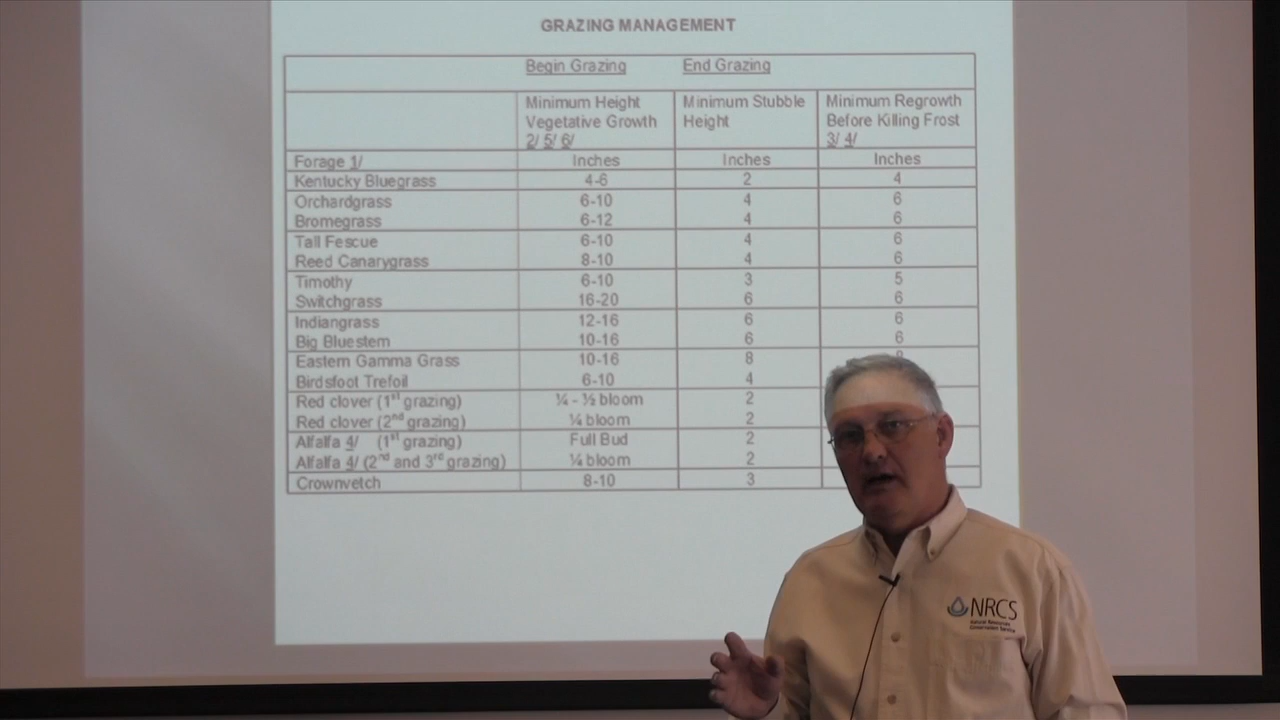 GRAZING MANAGEMENT
Begin Grazing End Grazing
Minimum Height Vegetative Growth 2/ 5/ 6/ Minimum Stubble Height Minimum Regrowth Before Killing Frost 3/ 4/
Forage 1/ Inches Inches Inches
Kentucky Bluegrass 4-6 2 4
Orchardgrass 6-10 4 6
Bromegrass 6-12 4 6
Tall Fescue 6-10 4 6
Reed Canarygrass 8-10 4 6
Timothy 6-10 3 5
Switchgrass 16-20 6 6
Indiangrass 12-16 6 6
Big Bluestem 10-16 6 6
Eastern Gamma Grass 10-16 8
Birdsfoot Trefoil 6-10 4
Red clover (1st grazing) ¼ - ½ bloom 2
Red clover (2nd grazing) ¼ bloom 2
Alfalfa 4/ (1st grazing) Full Bud 2
Alfalfa 4/ (2nd and 3rd grazing) ¼ bloom 2
Crownvetch 8-10 3
NRCS
Natural Resources
Conservation Service